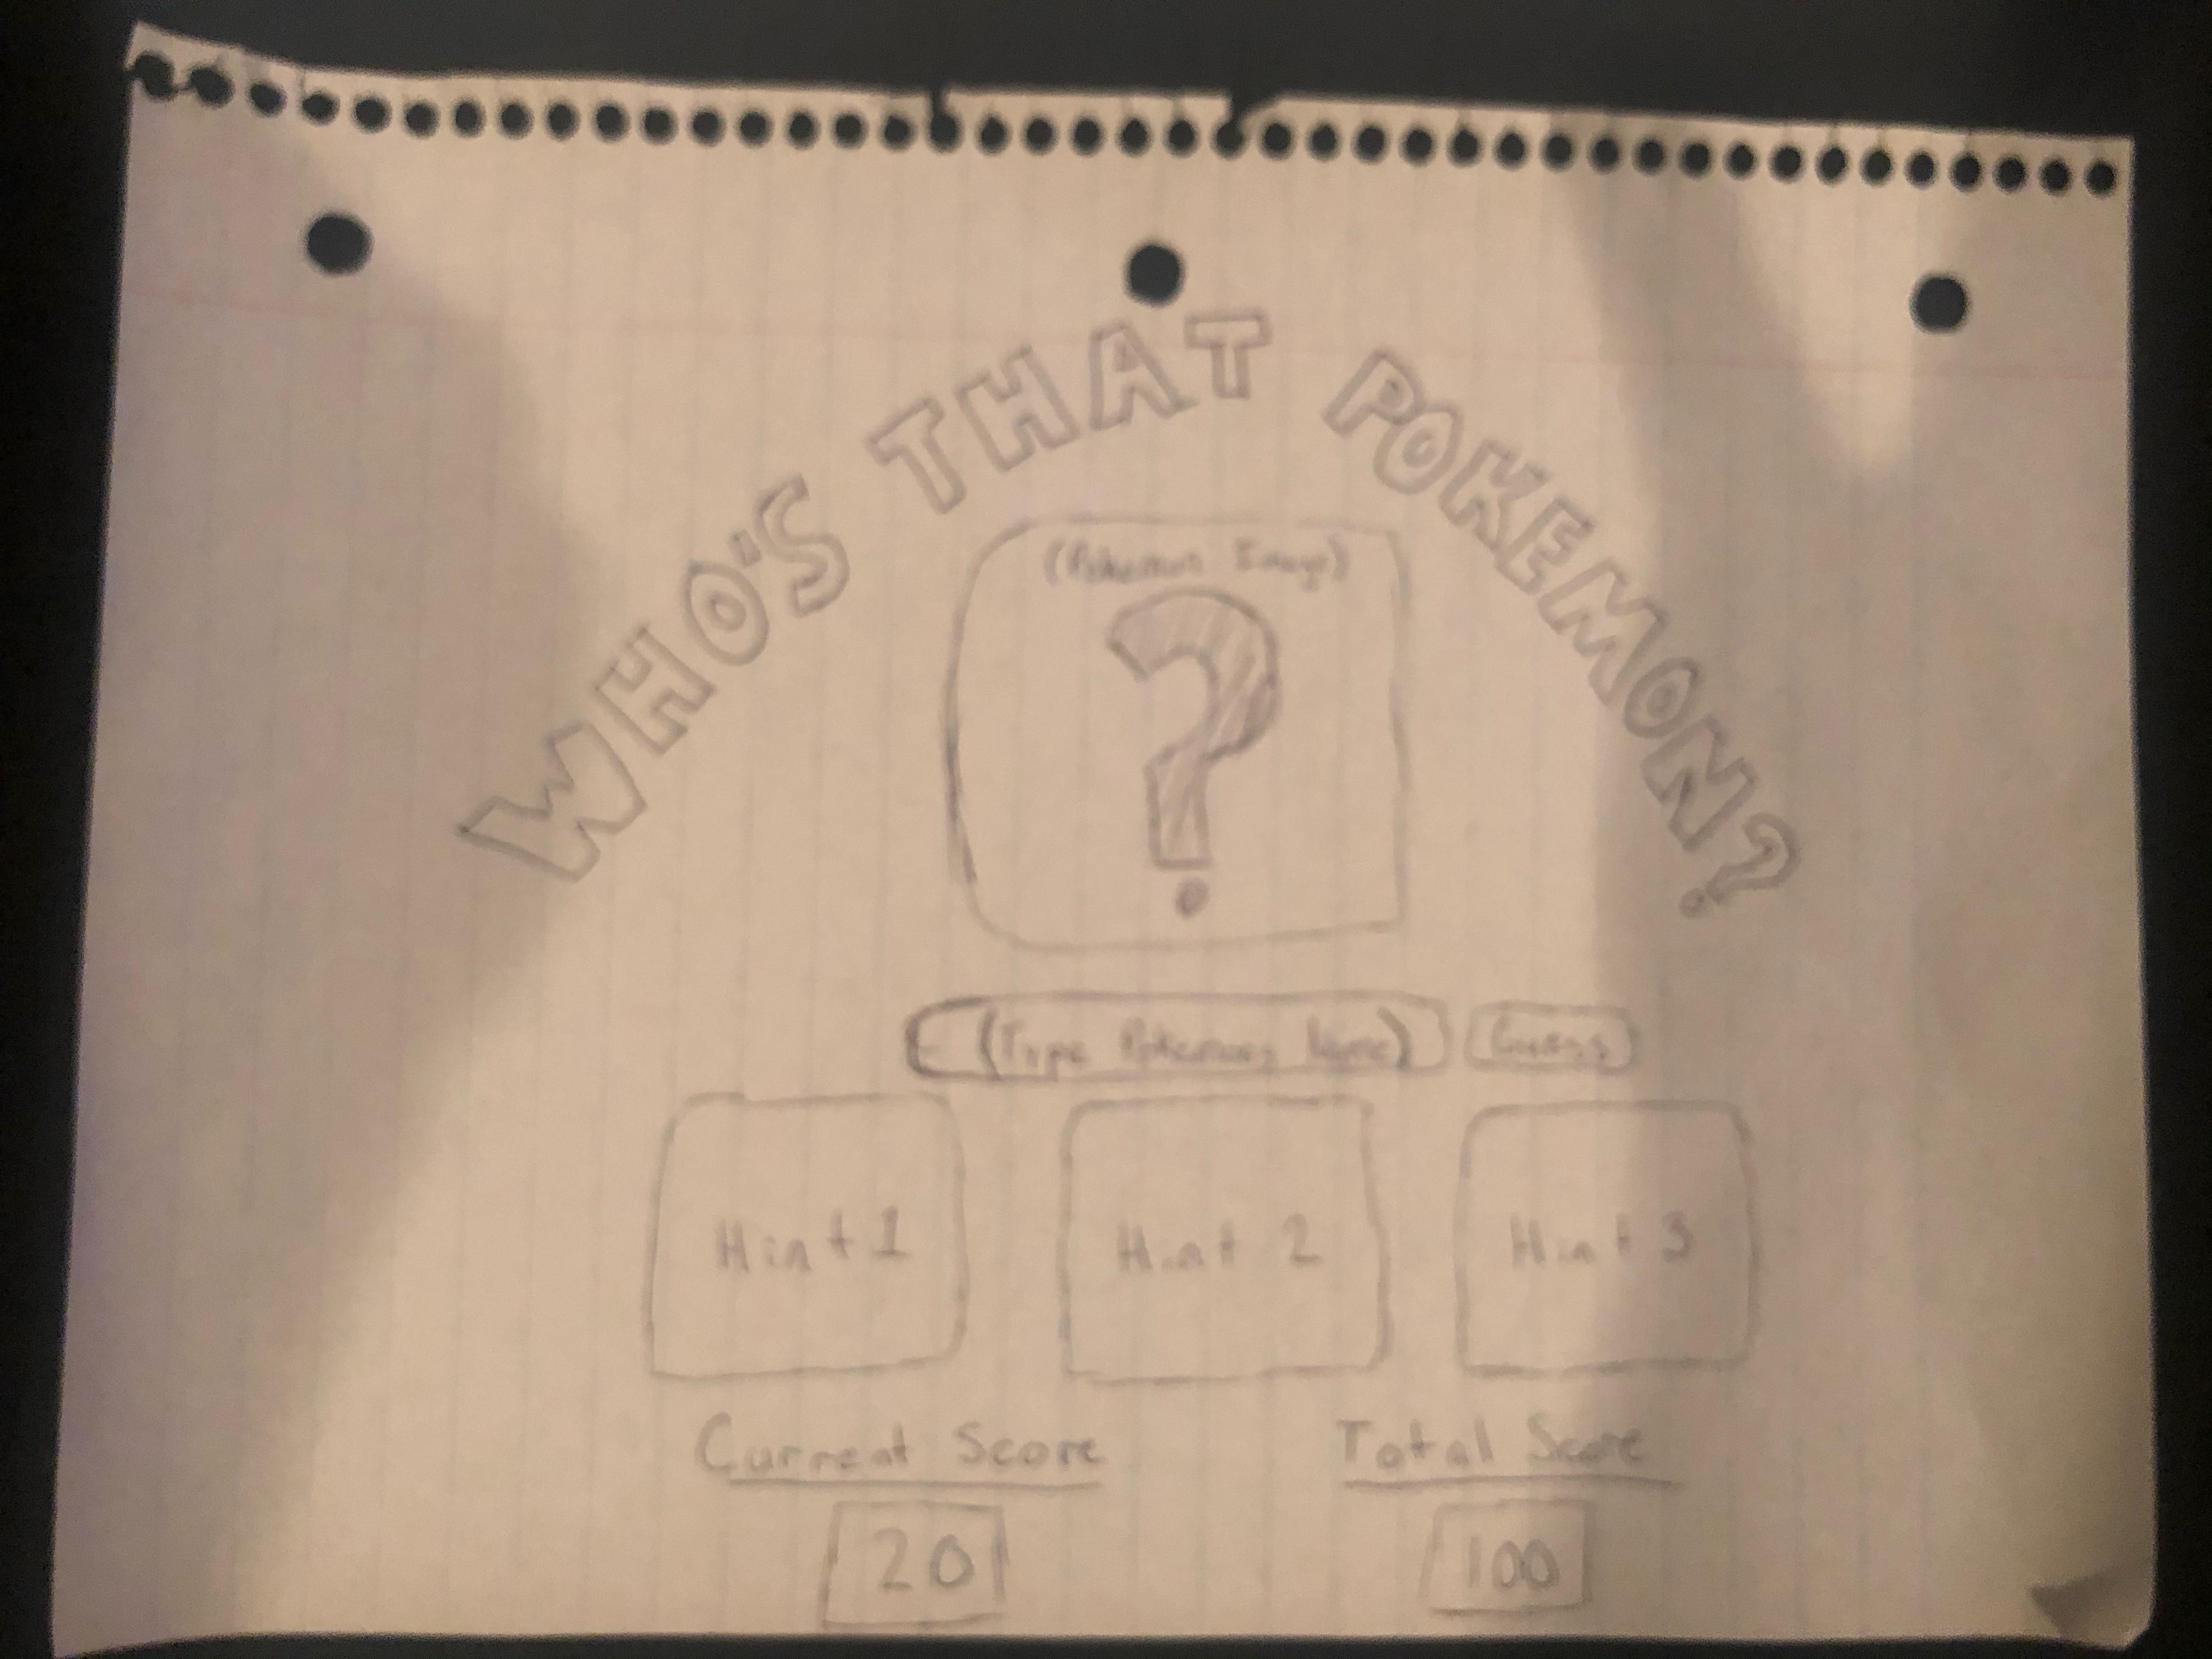 WHO'S THAT POKEMON?
(Pokemon Image)
?
(Type Pokemon Here)
Guess
Hint 1
Hint 2
Hint 3
Current Score
Total Score
20
100